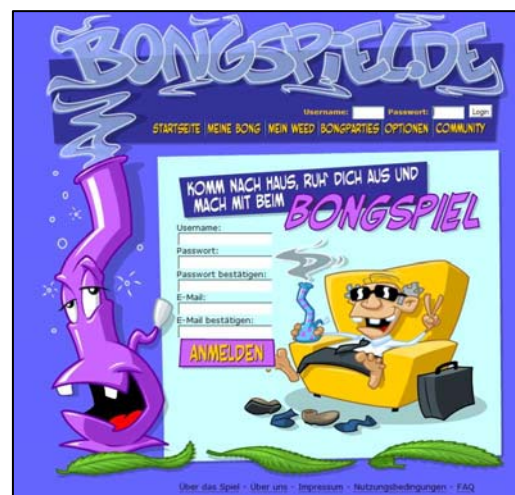 BONGSPIEL.DE
Username: Passwort: Login
STARTSEITE MEINE BONG MEIN WEED BONGPARTIES OPTIONEN COMMUNITY
KOMM NACH HAUS, RUH' DICH AUS UND
MACH MIT BEIM BONGSPIEL
Username:
Passwort:
Passwort bestätigen:
E-Mail:
E-Mail bestätigen:
ANMELDEN
Über das Spiel - Über uns - Impressum - Nutzungsbedingungen - FAQ